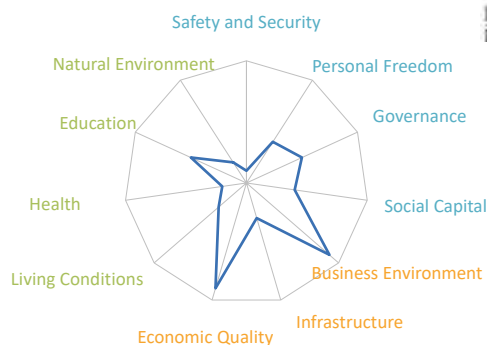 Safety and Security
Natural Environment
Personal Freedom
Education
Governance
Health
Social Capital
Living Conditions
Business Environment
Economic Quality
Infrastructure